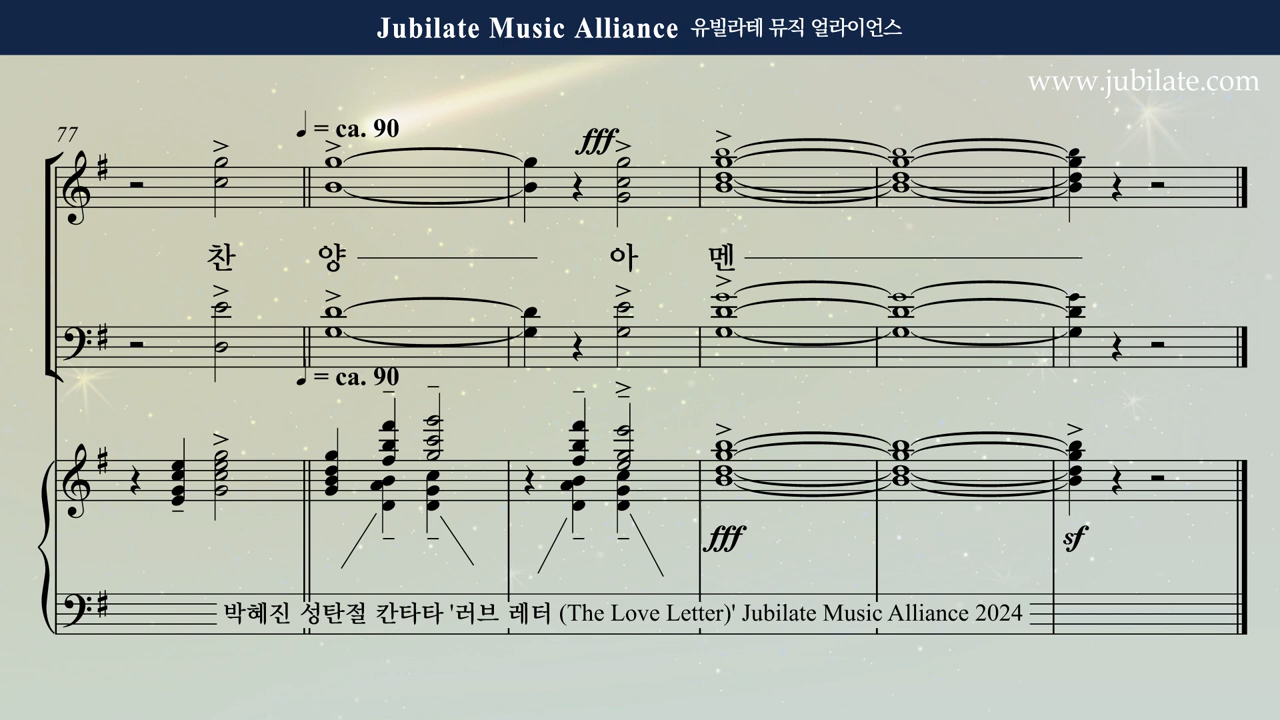 Jubilate Music Alliance 유빌라테 뮤직 얼라이언스
www.jubilate.com
77
♩ = ca. 90
fff
찬 양 아 멘
♩ = ca. 90
fff sf
박혜진 성탄절 칸타타 '러브 레터 (The Love Letter)' Jubilate Music Alliance 2024